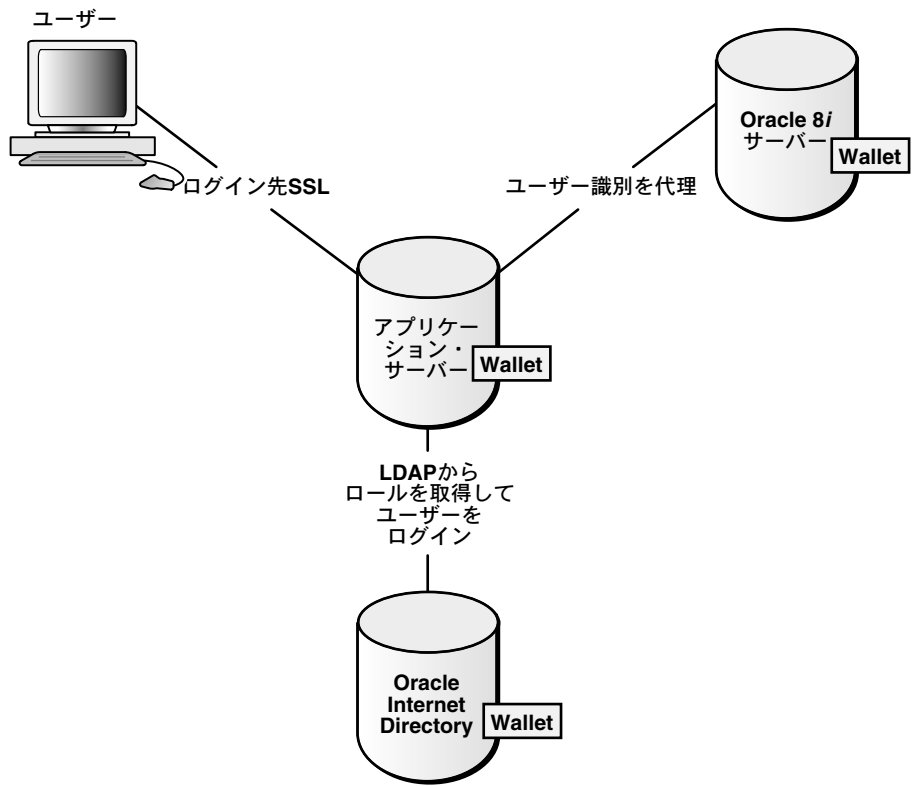 ユーザー
Oracle 8i
サーバー
Wallet
ログイン先SSL
ユーザー識別を代理
アプリケー
ション・
サーバー
Wallet
LDAPから
ロールを取得して
ユーザーを
ログイン
Oracle
Internet
Directory
Wallet